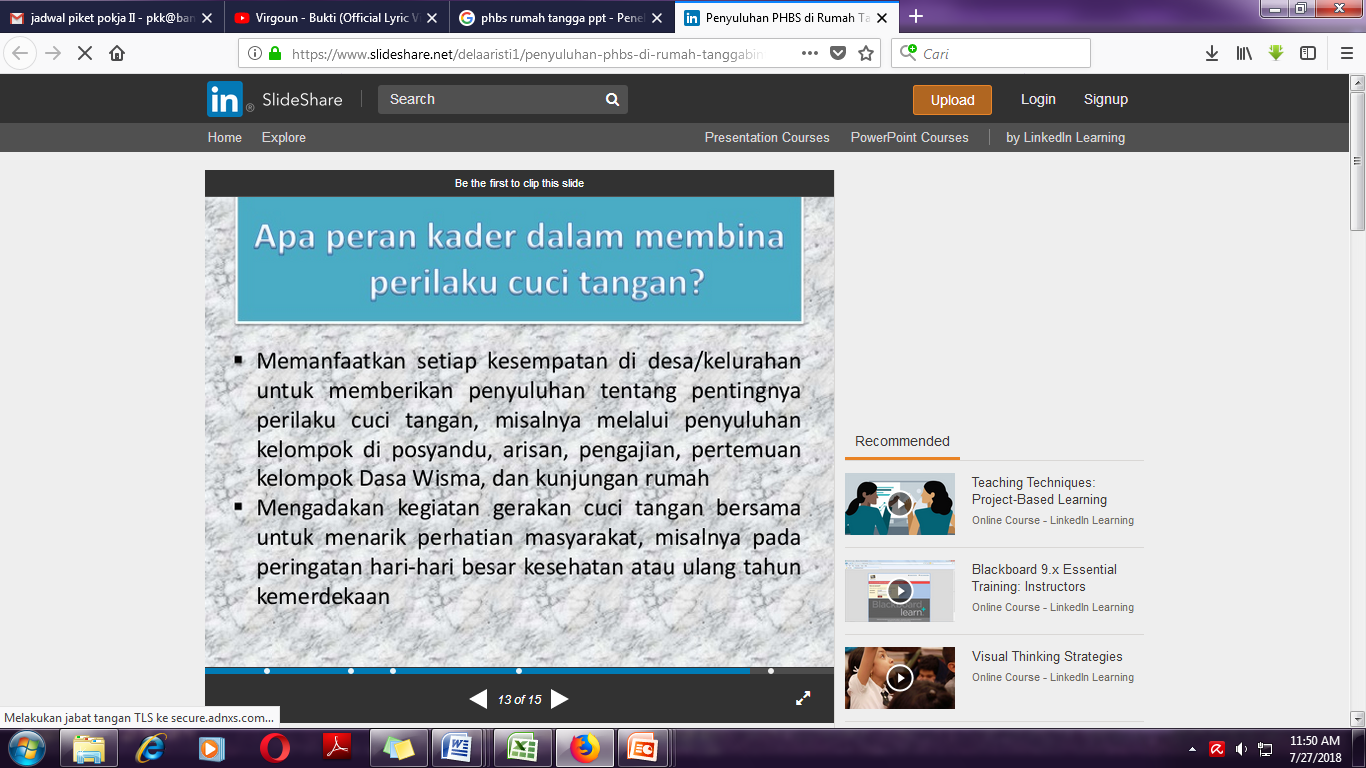 jadwal piket pokja II - pkk@ban
Virgoun - Bukti (Official Lyric V
phbs rumah tangga ppt - Pene
Penyuluhan PHBS di Rumah Ta
https://www.slideshare.net/delaaristi1/penyuluhan-phbs-di-rumah-tanggabin
Cari
in SlideShare
Search
Upload
Login
Signup
Home
Explore
Presentation Courses
PowerPoint Courses
by LinkedIn Learning
Be the first to clip this slide
Apa peran kader dalam membina
perilaku cuci tangan?
Memanfaatkan setiap kesempatan di desa/kelurahan
untuk memberikan penyuluhan tentang pentingnya
perilaku cuci tangan, misalnya melalui penyuluhan
kelompok di posyandu, arisan, pengajian, pertemuan
kelompok Dasa Wisma, dan kunjungan rumah
Mengadakan kegiatan gerakan cuci tangan bersama
untuk menarik perhatian masyarakat, misalnya pada
peringatan hari-hari besar kesehatan atau ulang tahun
kemerdekaan
13 of 15
Recommended
Teaching Techniques:
Project-Based Learning
Online Course - LinkedIn Learning
Blackboard 9.x Essential
Training: Instructors
Online Course - LinkedIn Learning
Blackboard
learn+
Visual Thinking Strategies
Online Course - LinkedIn Learning
Melakukan jabat tangan TLS ke secure.adnxs.com...
11:50 AM
7/27/2018